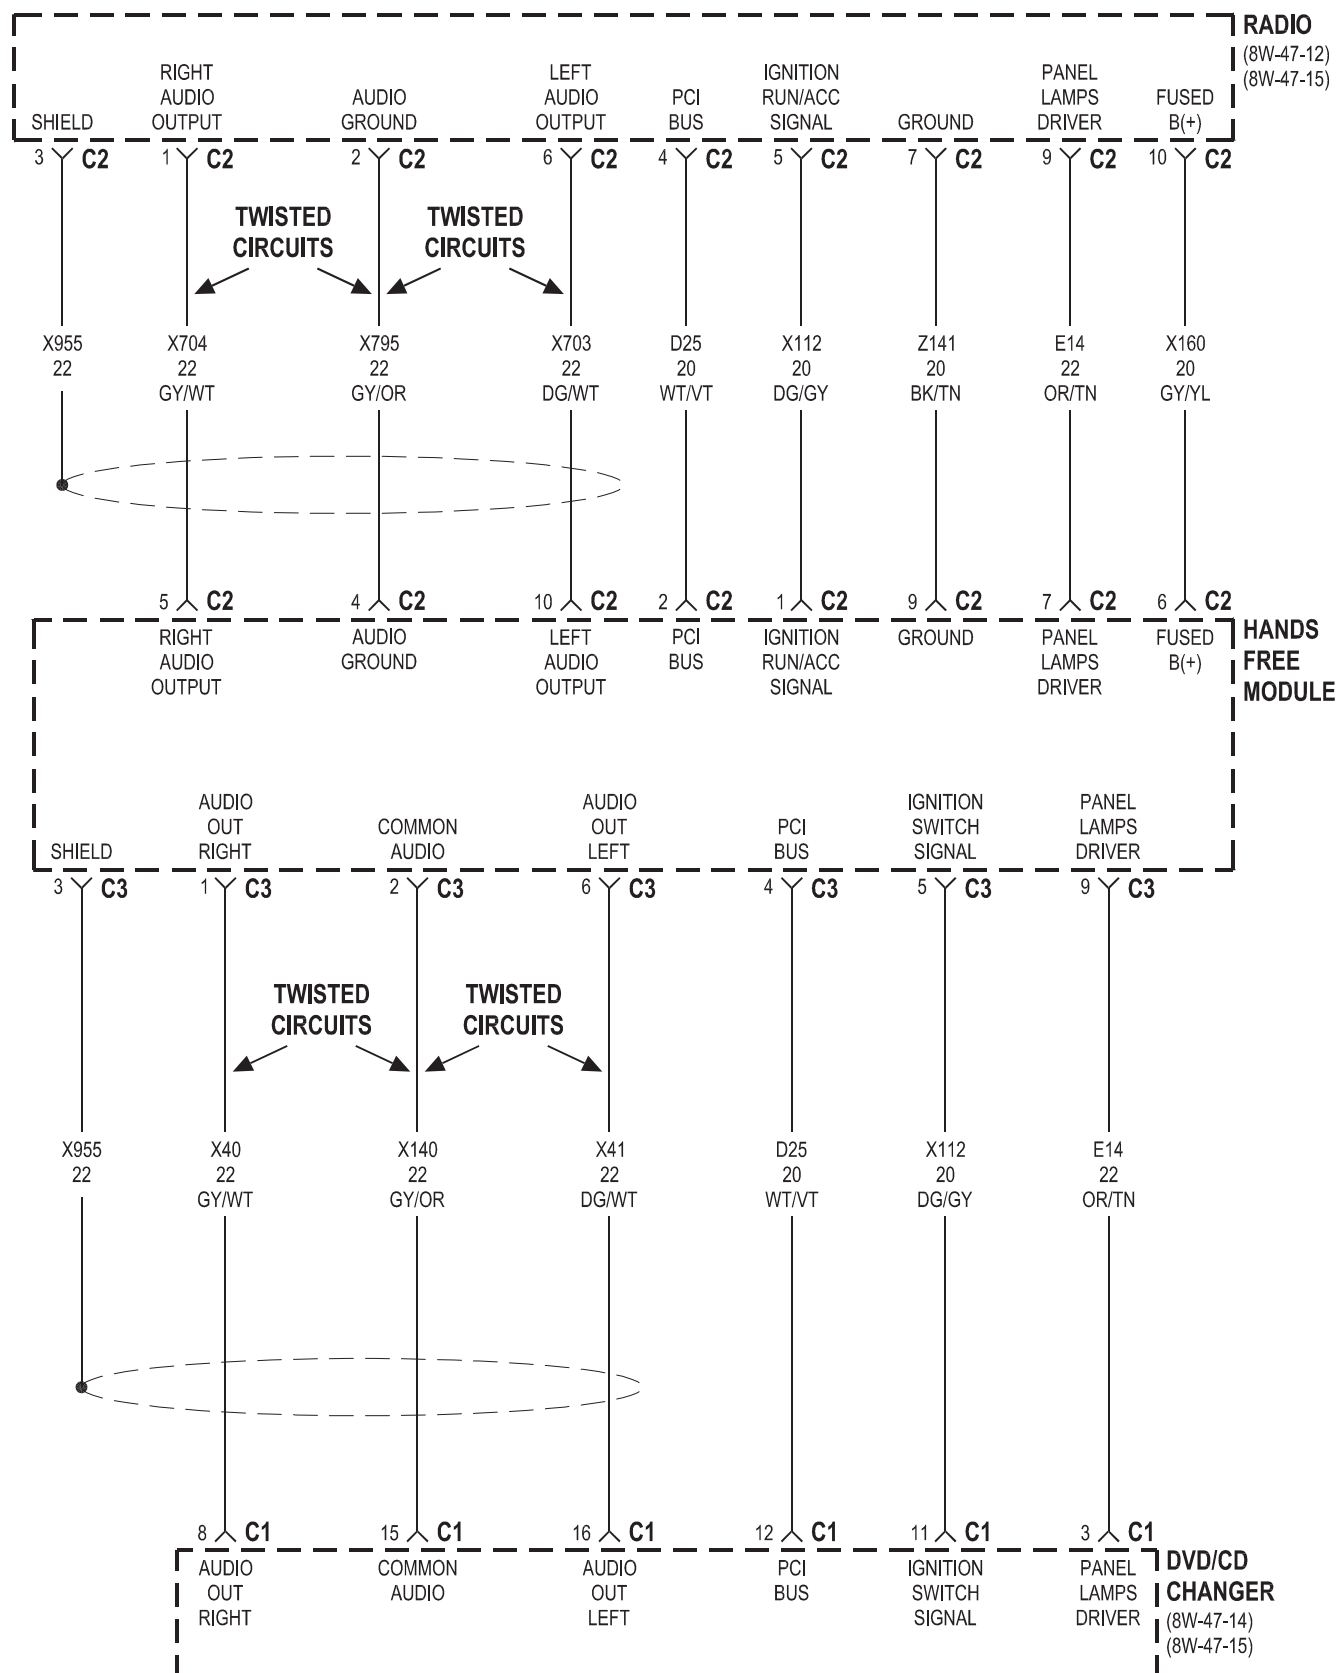 RADIO
(8W-47-12)
(8W-47-15)
SHIELD
RIGHT
AUDIO
OUTPUT
AUDIO
GROUND
LEFT
AUDIO
OUTPUT
PCI
BUS
IGNITION
RUN/ACC
SIGNAL
GROUND
PANEL
LAMPS
DRIVER
FUSED
B(+)
3 C2
1 C2
2 C2
6 C2
4 C2
5 C2
7 C2
9 C2
10 C2
TWISTED
CIRCUITS
TWISTED
CIRCUITS
X955
22
X704
22
GY/WT
X795
22
GY/OR
X703
22
DG/WT
D25
20
WT/VT
X112
20
DG/GY
Z141
20
BK/TN
E14
22
OR/TN
X160
20
GY/YL
5 C2
4 C2
10 C2
2 C2
1 C2
9 C2
7 C2
6 C2
RIGHT
AUDIO
OUTPUT
AUDIO
GROUND
LEFT
AUDIO
OUTPUT
PCI
BUS
IGNITION
RUN/ACC
SIGNAL
GROUND
PANEL
LAMPS
DRIVER
FUSED
B(+)
HANDS
FREE
MODULE
SHIELD
AUDIO
OUT
RIGHT
COMMON
AUDIO
AUDIO
OUT
LEFT
PCI
BUS
IGNITION
SWITCH
SIGNAL
PANEL
LAMPS
DRIVER
3 C3
1 C3
2 C3
6 C3
4 C3
5 C3
9 C3
TWISTED
CIRCUITS
TWISTED
CIRCUITS
X955
22
X40
22
GY/WT
X140
22
GY/OR
X41
22
DG/WT
D25
20
WT/VT
X112
20
DG/GY
E14
22
OR/TN
8 C1
15 C1
16 C1
12 C1
11 C1
3 C1
AUDIO
OUT
RIGHT
COMMON
AUDIO
AUDIO
OUT
LEFT
PCI
BUS
IGNITION
SWITCH
SIGNAL
PANEL
LAMPS
DRIVER
DVD/CD
CHANGER
(8W-47-14)
(8W-47-15)